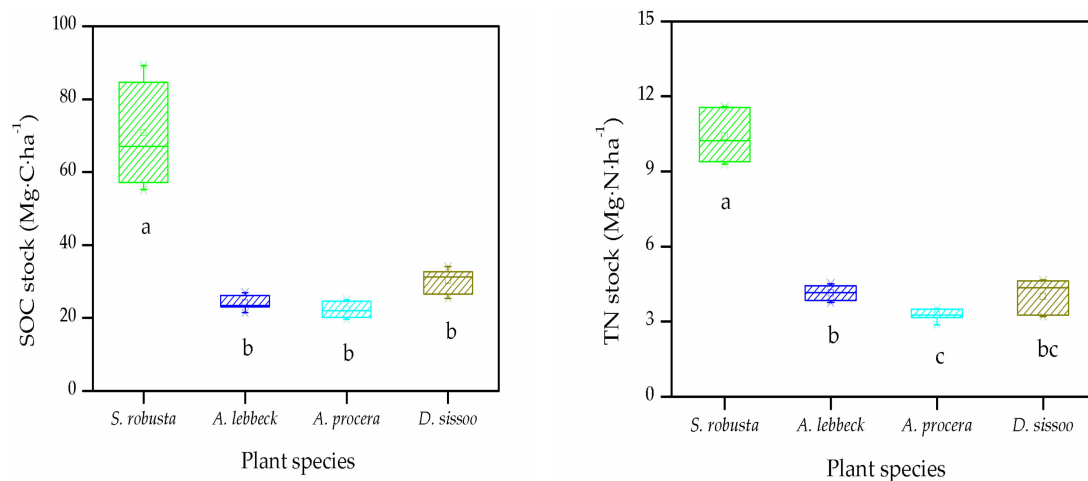 SOC stock (Mg·C·ha⁻¹)
100
80
60
40
20
0
a
b
b
b
S. robusta
A. lebbeck
A. procera
D. sissoo
Plant species
TN stock (Mg·N·ha⁻¹)
15
12
9
6
3
0
a
b
c
bc
S. robusta
A. lebbeck
A. procera
D. sissoo
Plant species